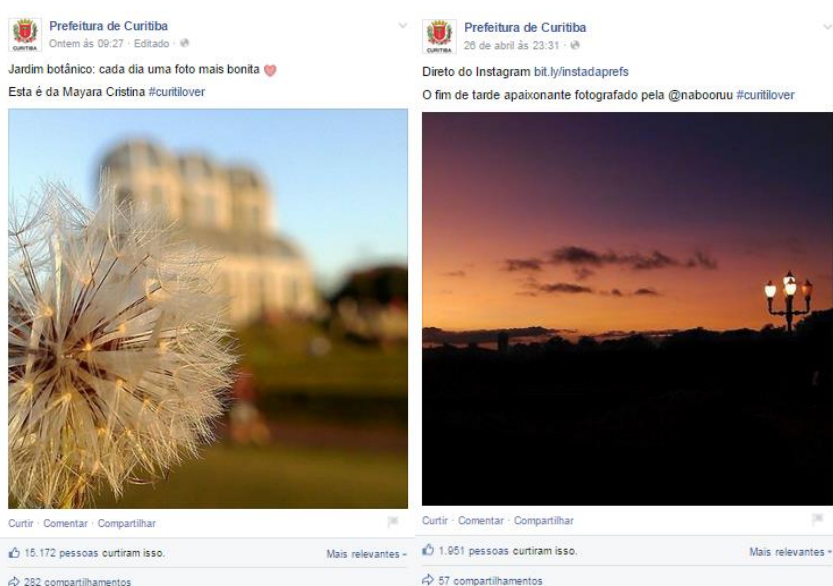 Prefeitura de Curitiba
Ontem às 09:27 · Editado ·
Jardim botânico: cada dia uma foto mais bonita
Esta é da Mayara Cristina #curitilover
Curtir · Comentar · Compartilhar
15.172 pessoas curtiram isso.
Mais relevantes
282 compartilhamentos
CURITIBA
Prefeitura de Curitiba
26 de abril às 23:31 ·
Direto do Instagram bit.ly/instadaprefs
O fim de tarde apaixonante fotografado pela @nabooruu #curitilover
Curtir · Comentar · Compartilhar
1.951 pessoas curtiram isso.
Mais relevantes
57 compartilhamentos
CURITIBA